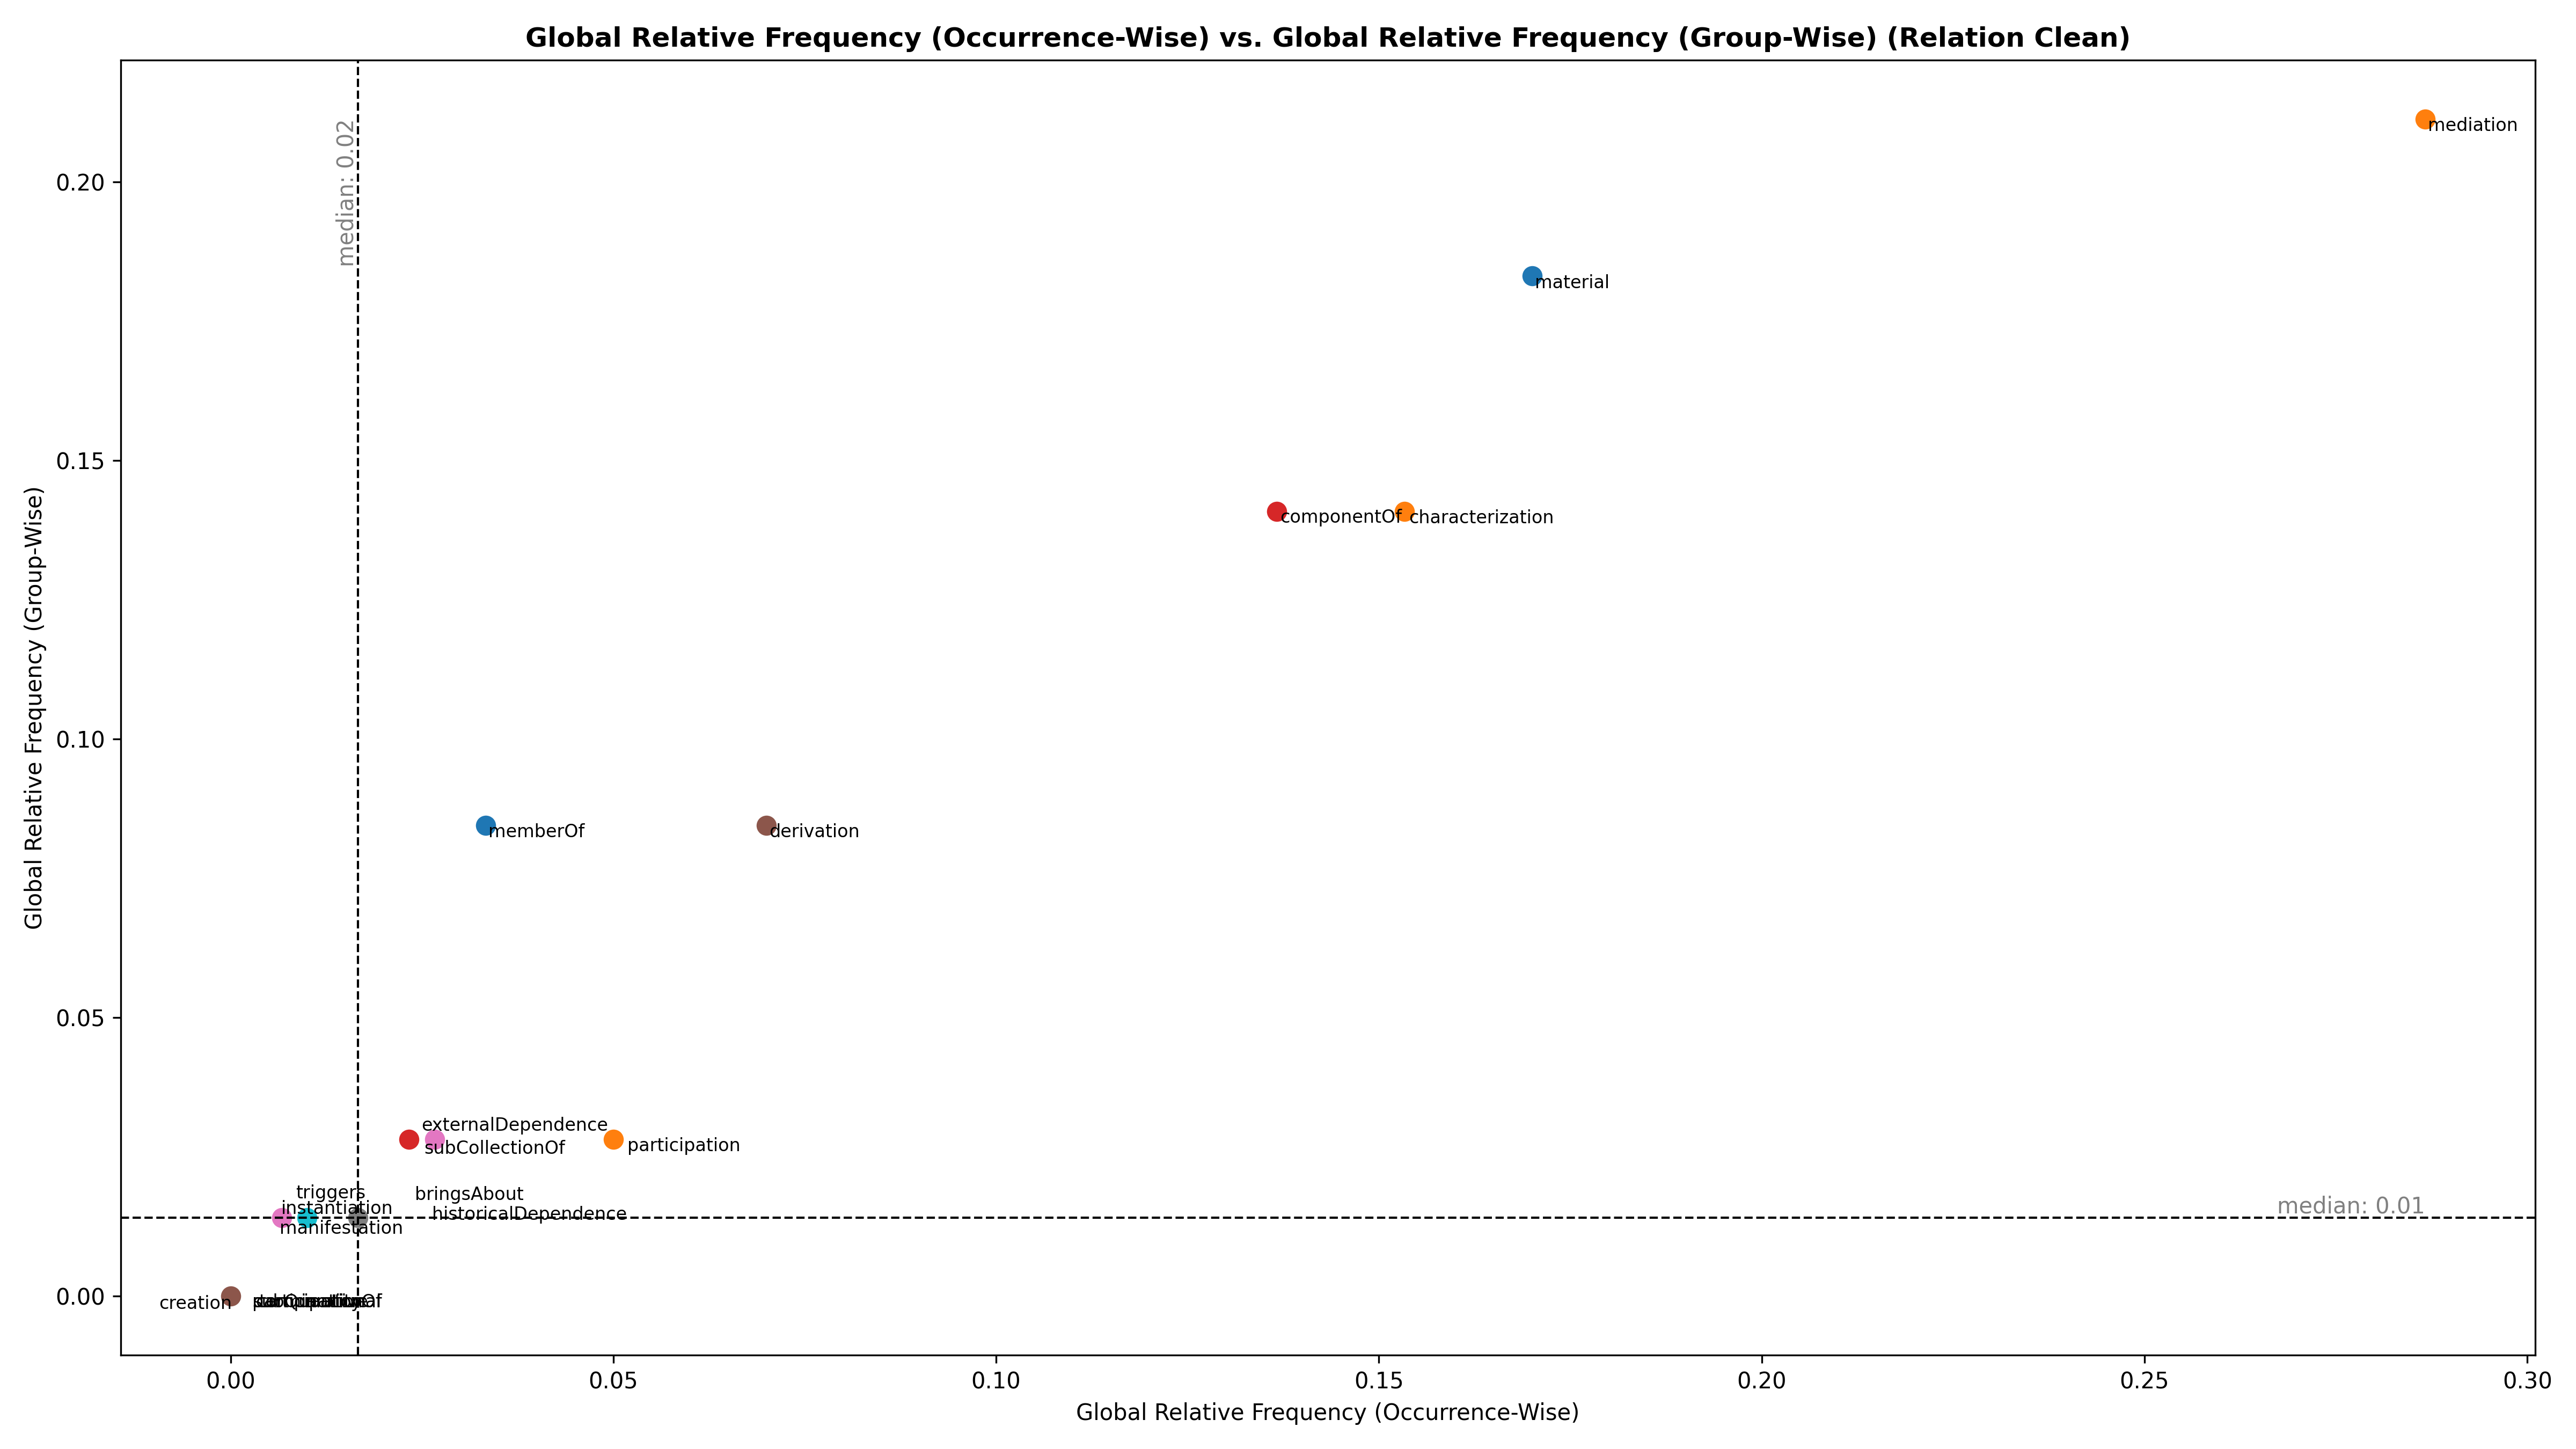 Global Relative Frequency (Occurrence-Wise) vs. Global Relative Frequency (Group-Wise) (Relation Clean)
Global Relative Frequency (Group-Wise)
0.20
0.15
0.10
0.05
0.00
median: 0.02
mediation
material
componentOf
characterization
memberOf
derivation
externalDependence
subCollectionOf
participation
triggers
bringsAbout
instantiation
historicalDependence
manifestation
median: 0.01
creation
0.00
0.05
0.10
0.15
0.20
0.25
0.30
Global Relative Frequency (Occurrence-Wise)